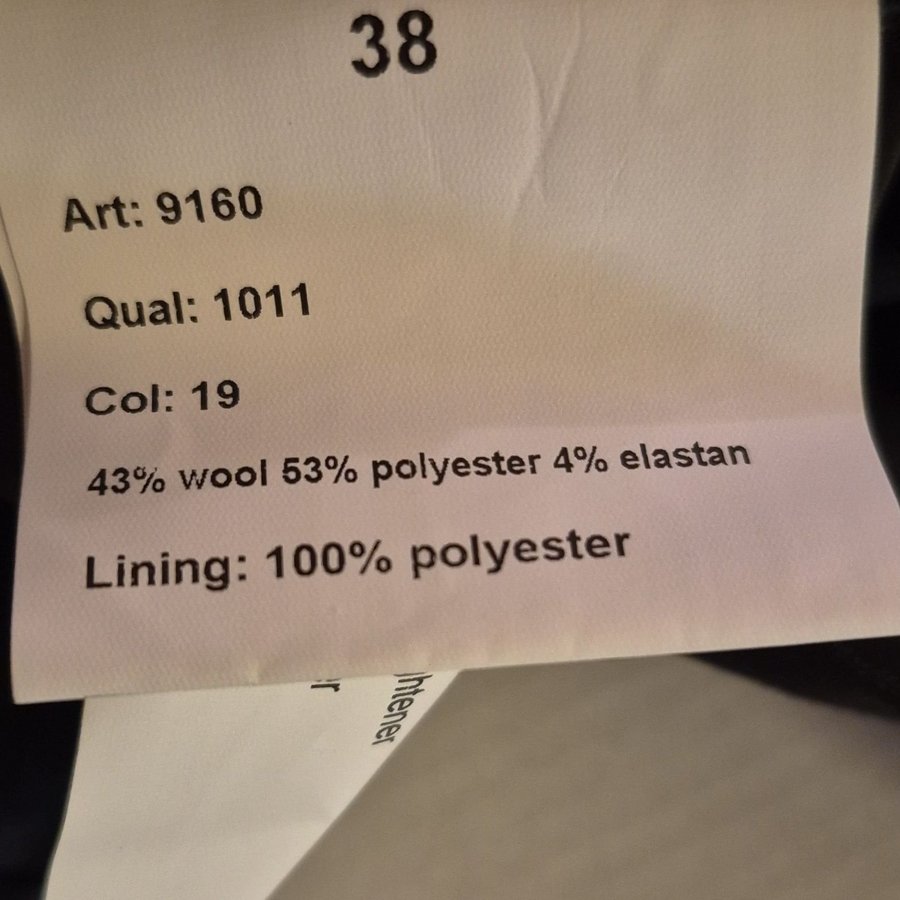 38
Art: 9160
Qual: 1011
Col: 19
43% wool 53% polyester 4% elastan
Lining: 100% polyester